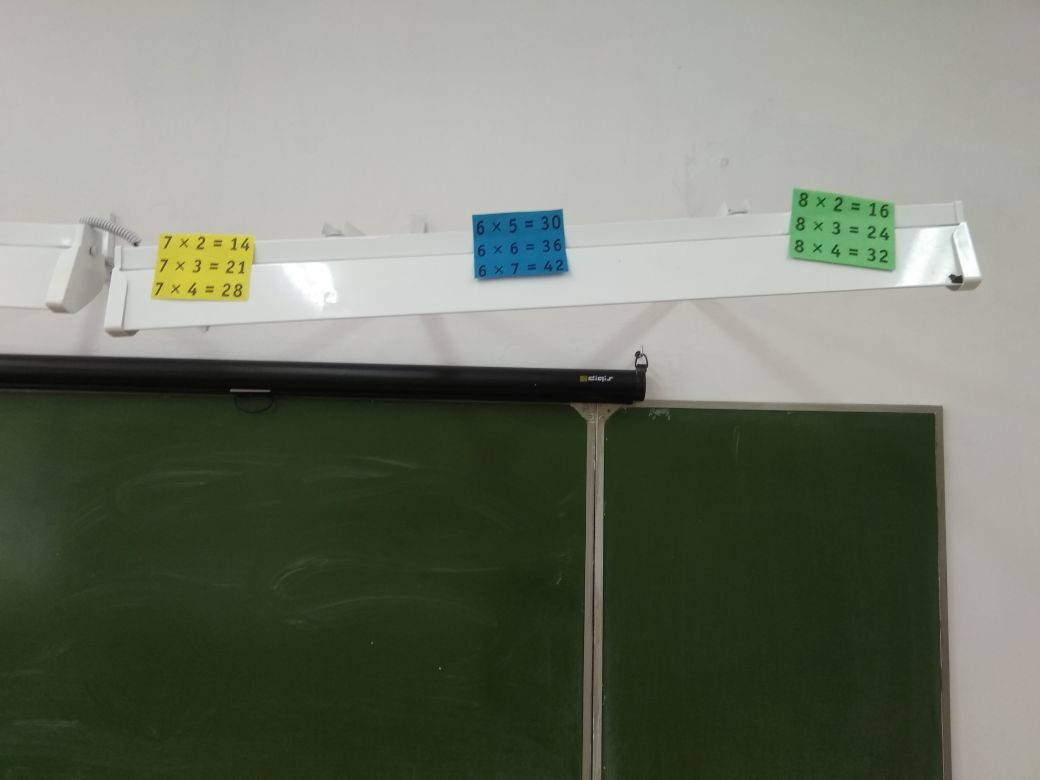 7 × 2 = 14
7 × 3 = 21
7 × 4 = 28
6 × 5 = 30
6 × 6 = 36
6 × 7 = 42
8 × 2 = 16
8 × 3 = 24
8 × 4 = 32
digis